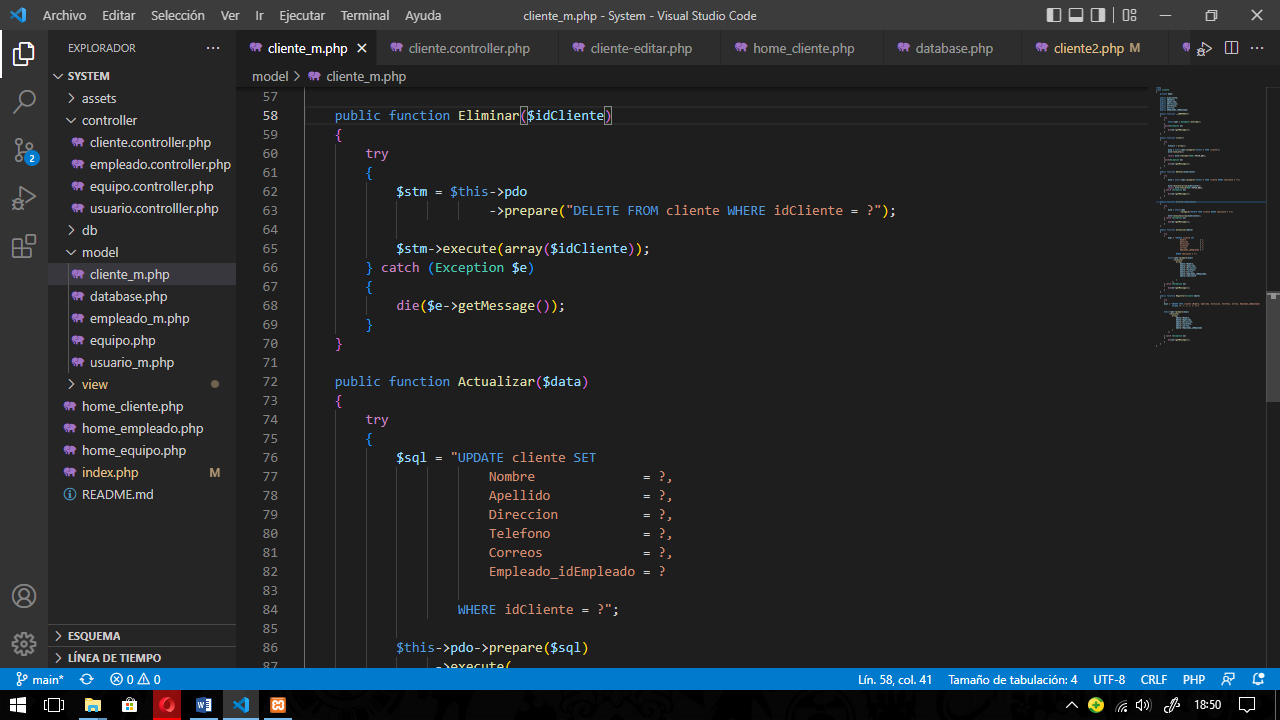 Archivo Editar Selección Ver Ir Ejecutar Terminal Ayuda
cliente_m.php - System - Visual Studio Code
EXPLORADOR
SYSTEM
assets
controller
cliente.controller.php
empleado.controller.php
equipo.controller.php
usuario.controlller.php
db
model
cliente_m.php
database.php
empleado_m.php
equipo.php
usuario_m.php
view
home_cliente.php
home_empleado.php
home_equipo.php
index.php M
README.md
ESQUEMA
LÍNEA DE TIEMPO
2
cliente_m.php cliente.controller.php cliente-editar.php home_cliente.php database.php cliente2.php M
model > cliente_m.php
57
58 public function Eliminar($idCliente)
59 {
60 try
61 {
62 $stm = $this->pdo
63 ->prepare("DELETE FROM cliente WHERE idCliente = ?");
64
65 $stm->execute(array($idCliente));
66 } catch (Exception $e)
67 {
68 die($e->getMessage());
69 }
70 }
71
72 public function Actualizar($data)
73 {
74 try
75 {
76 $sql = "UPDATE cliente SET
77 Nombre = ?,
78 Apellido = ?,
79 Direccion = ?,
80 Telefono = ?,
81 Correos = ?,
82 Empleado_idEmpleado = ?
83
84 WHERE idCliente = ?";
85
86 $this->pdo->prepare($sql)
87 ->execute(
main* 0 0 Lín. 58, col. 41 Tamaño de tabulación: 4 UTF-8 CRLF PHP
18:50